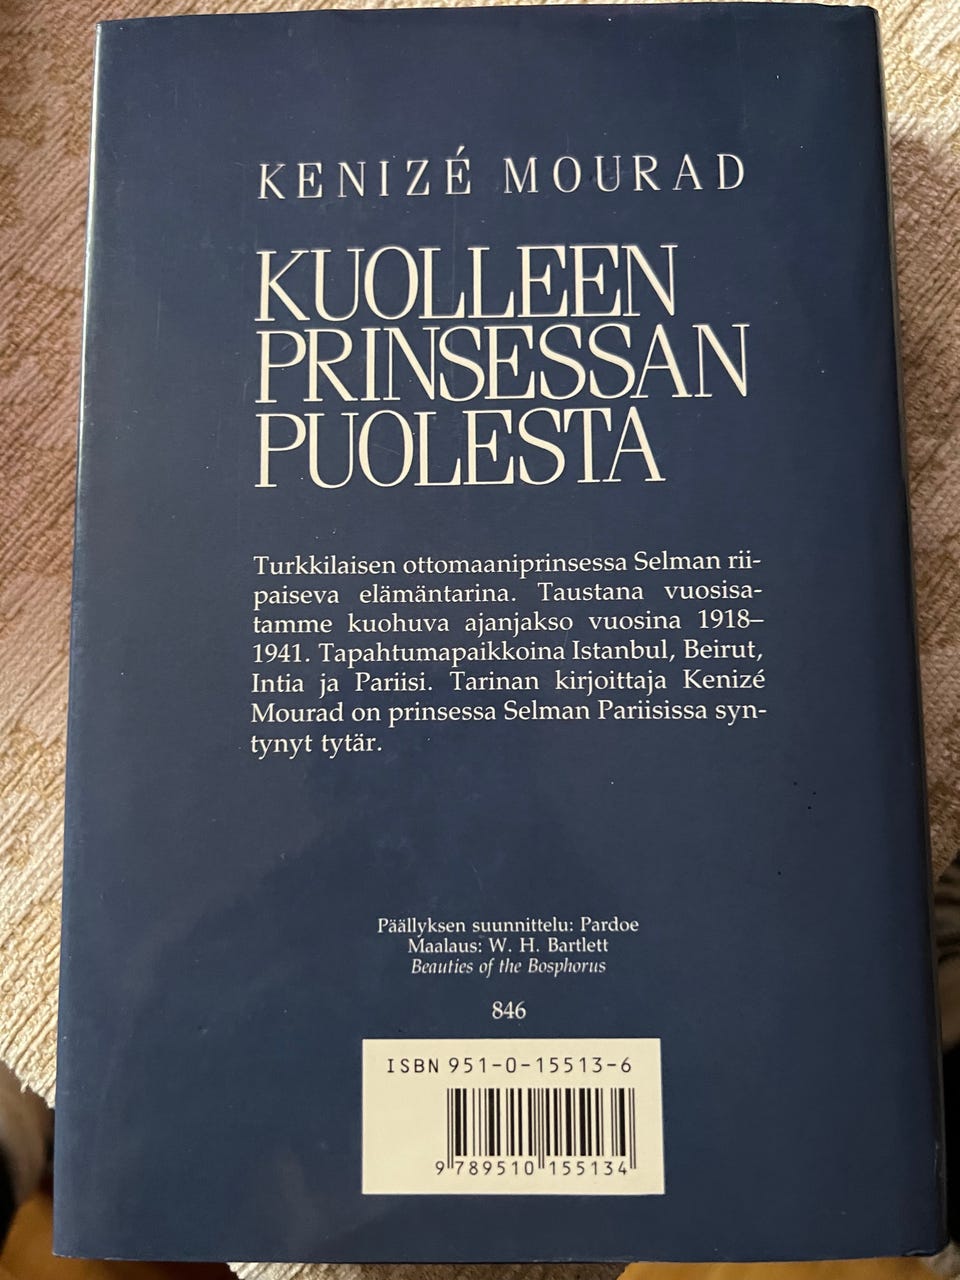 KENIZÉ MOURAD
KUOLLEEN
PRINSESSAN
PUOLESTA
Turkkilaisen ottomaaniprinsessa Selman rii-
paiseva elämäntarina. Taustana vuosisa-
tamme kuohuva ajanjakso vuosina 1918–
1941. Tapahtumapaikkoina Istanbul, Beirut,
Intia ja Pariisi. Tarinan kirjoittaja Kenizé
Mourad on prinsessa Selman Pariisissa syn-
tynyt tytär.
Päällyksen suunnittelu: Pardoe
Maalaus: W. H. Bartlett
Beauties of the Bosphorus
846
ISBN 951-0-15513-6
9 789510 155134